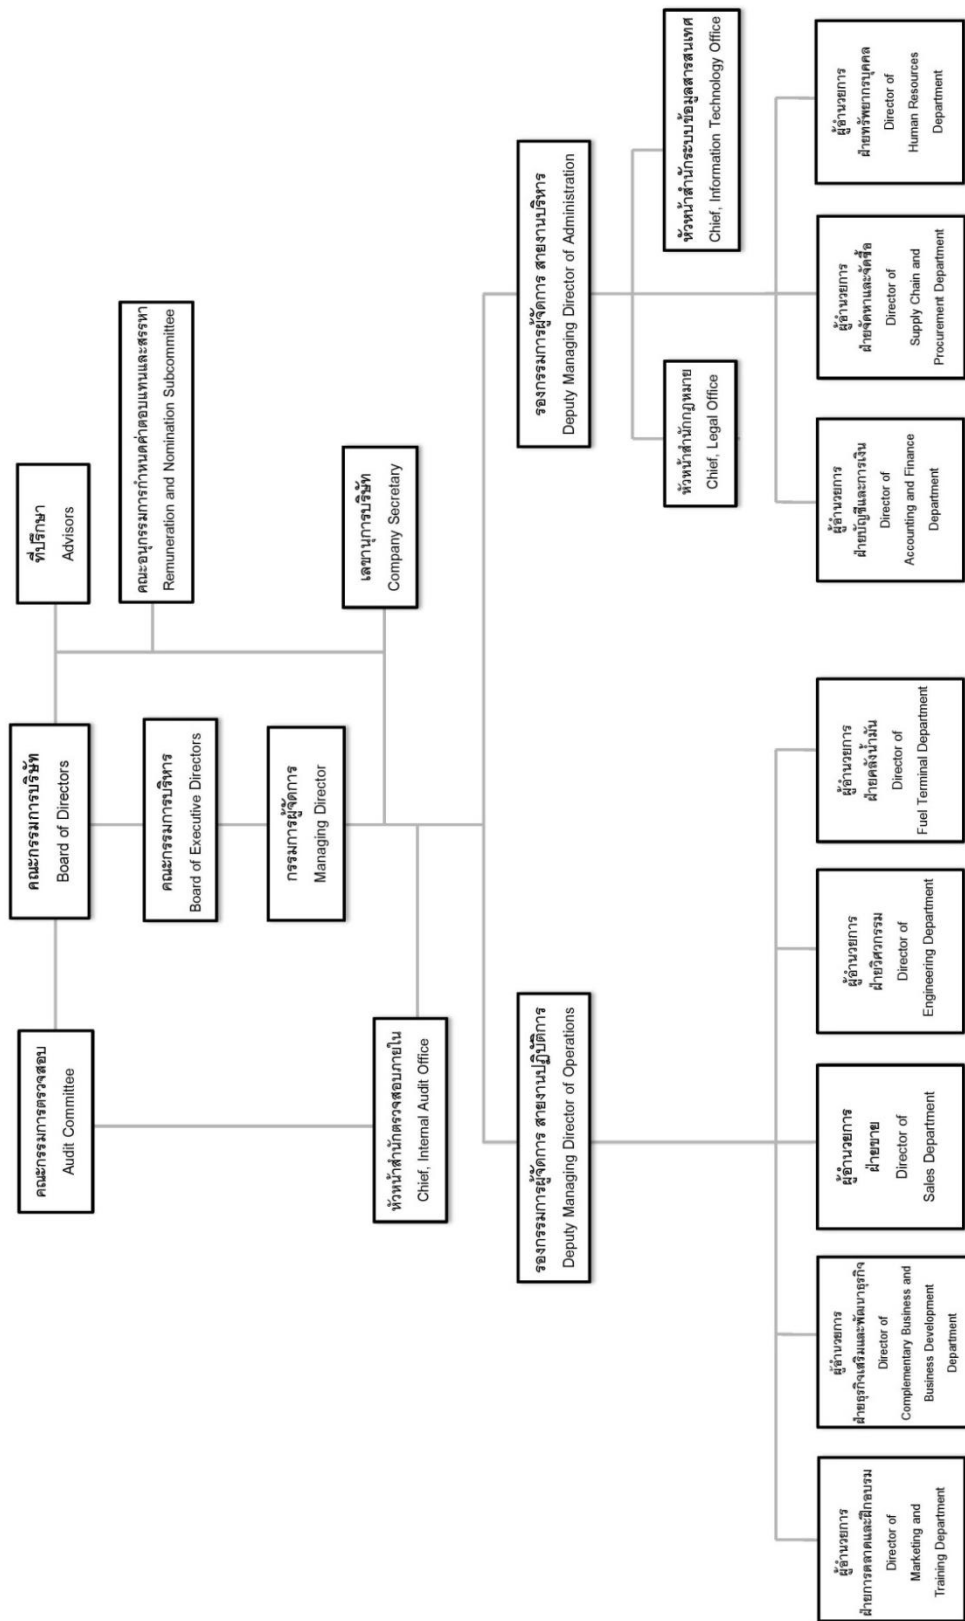 คณะกรรมการบริษัท
Board of Directors
ที่ปรึกษา
Advisors
คณะกรรมการตรวจสอบ
Audit Committee
คณะอนุกรรมการกำหนดค่าตอบแทนและสรรหา
Remuneration and Nomination Subcommittee
คณะกรรมการบริหาร
Board of Executive Directors
กรรมการผู้จัดการ
Managing Director
เลขานุการบริษัท
Company Secretary
หัวหน้าสำนักตรวจสอบภายใน
Chief, Internal Audit Office
รองกรรมการผู้จัดการ สายงานปฏิบัติการ
Deputy Managing Director of Operations
รองกรรมการผู้จัดการ สายงานบริหาร
Deputy Managing Director of Administration
หัวหน้าสำนักกฎหมาย
Chief, Legal Office
หัวหน้าสำนักระบบข้อมูลสารสนเทศ
Chief, Information Technology Office
ผู้อำนวยการ
ฝ่ายการตลาดและฝึกอบรม
Director of
Marketing and
Training Department
ผู้อำนวยการ
ฝ่ายธุรกิจเสริมและพัฒนาธุรกิจ
Director of
Complementary Business and
Business Development
Department
ผู้อำนวยการ
ฝ่ายขาย
Director of
Sales Department
ผู้อำนวยการ
ฝ่ายวิศวกรรม
Director of
Engineering Department
ผู้อำนวยการ
ฝ่ายคลังน้ำมัน
Director of
Fuel Terminal Department
ผู้อำนวยการ
ฝ่ายบัญชีและการเงิน
Director of
Accounting and Finance
Department
ผู้อำนวยการ
ฝ่ายจัดหาและจัดซื้อ
Director of
Supply Chain and
Procurement Department
ผู้อำนวยการ
ฝ่ายทรัพยากรบุคคล
Director of
Human Resources
Department